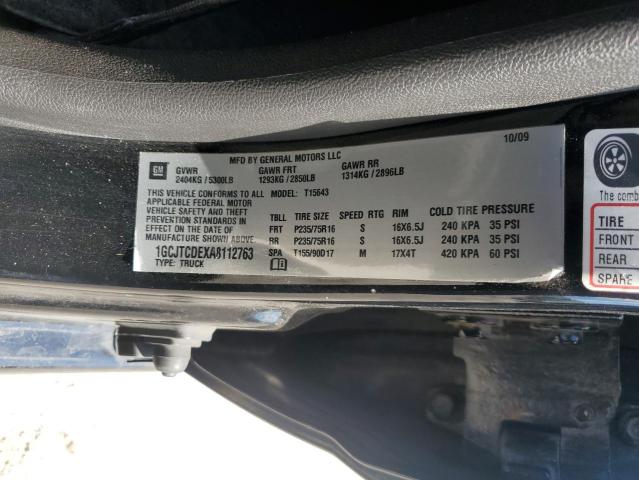 10/09
MFD BY GENERAL MOTORS LLC
GM GVWR GAWR FRT GAWR RR
2404KG / 5300LB 1293KG / 2850LB 1314KG / 2896LB
THIS VEHICLE CONFORMS TO ALL MODEL: T15643
APPLICABLE FEDERAL MOTOR
VEHICLE SAFETY AND THEFT
PREVENTION STANDARDS IN
EFFECT ON THE DATE OF
MANUFACTURE SHOWN ABOVE.
1GCJTCDEXA8112763
TYPE: TRUCK
TBLL TIRE SIZE SPEED RTG RIM COLD TIRE PRESSURE
FRT P235/75R16 S 16X6.5J 240 KPA 35 PSI
RR P235/75R16 S 16X6.5J 240 KPA 35 PSI
SPA T155/90D17 M 17X4T 420 KPA 60 PSI
The comb
TIRE
FRONT
REAR
SPARE